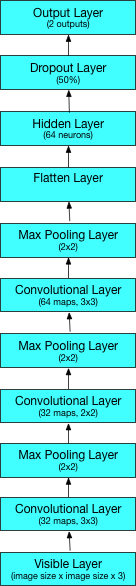 Output Layer
(2 outputs)
Dropout Layer
(50%)
Hidden Layer
(64 neurons)
Flatten Layer
Max Pooling Layer
(2x2)
Convolutional Layer
(64 maps, 3x3)
Max Pooling Layer
(2x2)
Convolutional Layer
(32 maps, 2x2)
Max Pooling Layer
(2x2)
Convolutional Layer
(32 maps, 3x3)
Visible Layer
(image size x image size x 3)